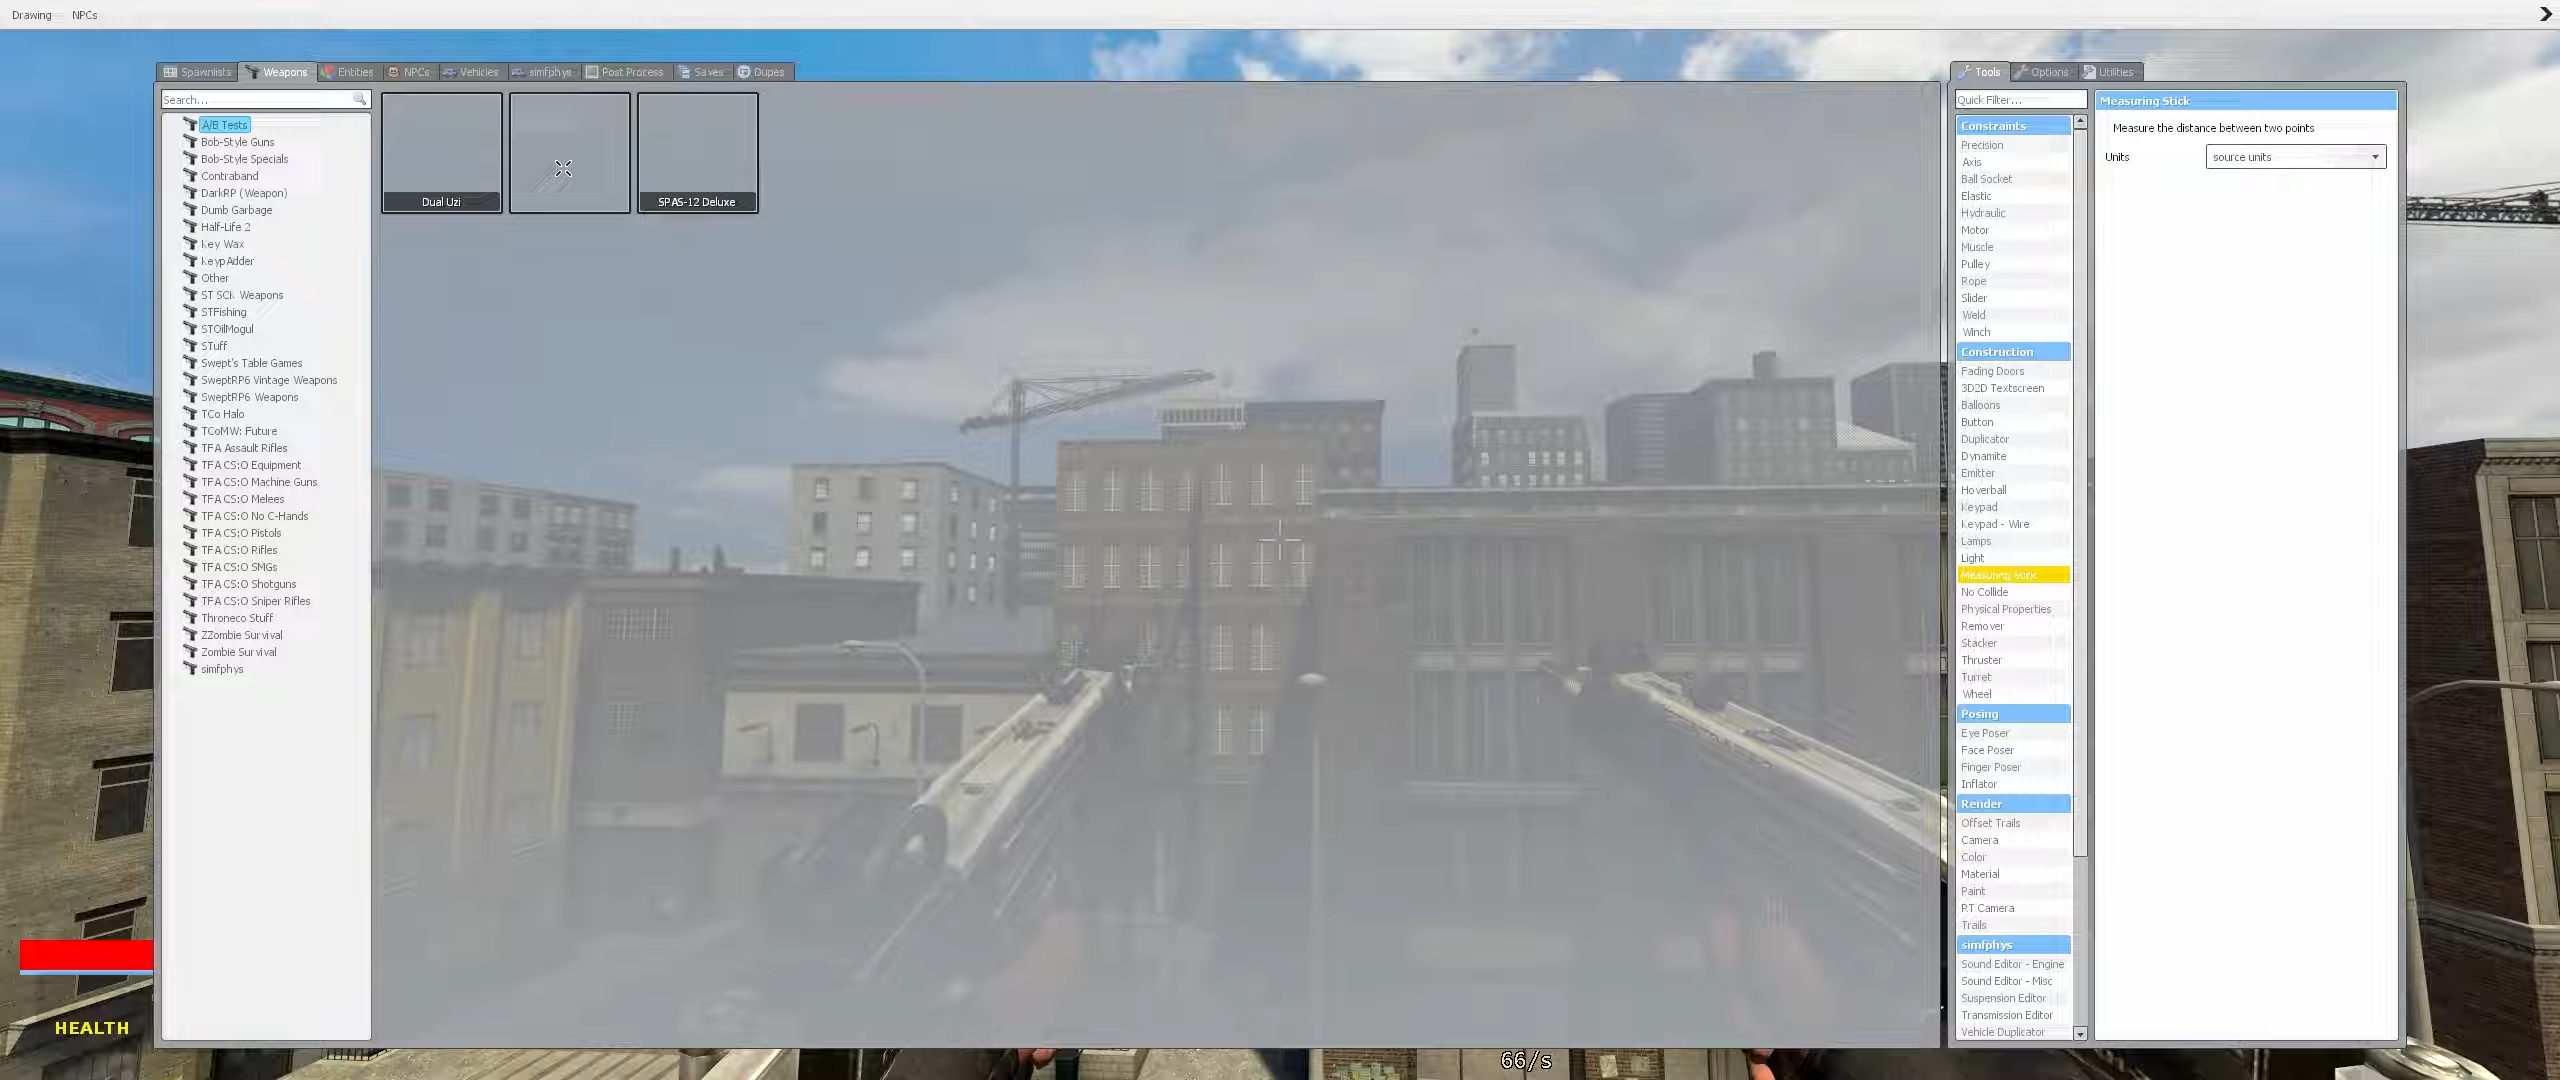 Drawing NPCs
Spawnlists Weapons Entities NPCs Vehicles simfphys Post Process Saves Dupes
Search...
A/B Tests
Bob-Style Guns
Bob-Style Specials
Contraband
DarkRP (Weapon)
Dumb Garbage
Half-Life 2
Key Wax
KeypAdder
Other
ST SCK Weapons
STFishing
STOilMogul
STuff
Swept's Table Games
SweptRP6 Vintage Weapons
SweptRP6 Weapons
TCo Halo
TCoMW: Future
TFA Assault Rifles
TFA CS:O Equipment
TFA CS:O Machine Guns
TFA CS:O Melees
TFA CS:O No C-Hands
TFA CS:O Pistols
TFA CS:O Rifles
TFA CS:O SMGs
TFA CS:O Shotguns
TFA CS:O Sniper Rifles
Throneco Stuff
ZZombie Survival
Zombie Survival
simfphys
Dual Uzi
SPAS-12 Deluxe
Tools Options Utilities
Quick Filter...
Constraints
Precision
Axis
Ball Socket
Elastic
Hydraulic
Motor
Muscle
Pulley
Rope
Slider
Weld
Winch
Construction
Fading Doors
3D2D Textscreen
Balloons
Button
Duplicator
Dynamite
Emitter
Hoverball
Keypad
Keypad - Wire
Lamps
Light
Measuring Stick
No Collide
Physical Properties
Remover
Stacker
Thruster
Turret
Wheel
Posing
Eye Poser
Face Poser
Finger Poser
Inflator
Render
Offset Trails
Camera
Color
Material
Paint
RT Camera
Trails
simfphys
Sound Editor - Engine
Sound Editor - Misc
Suspension Editor
Transmission Editor
Vehicle Duplicator
Measuring Stick
Measure the distance between two points
Units source units
HEALTH
66/s